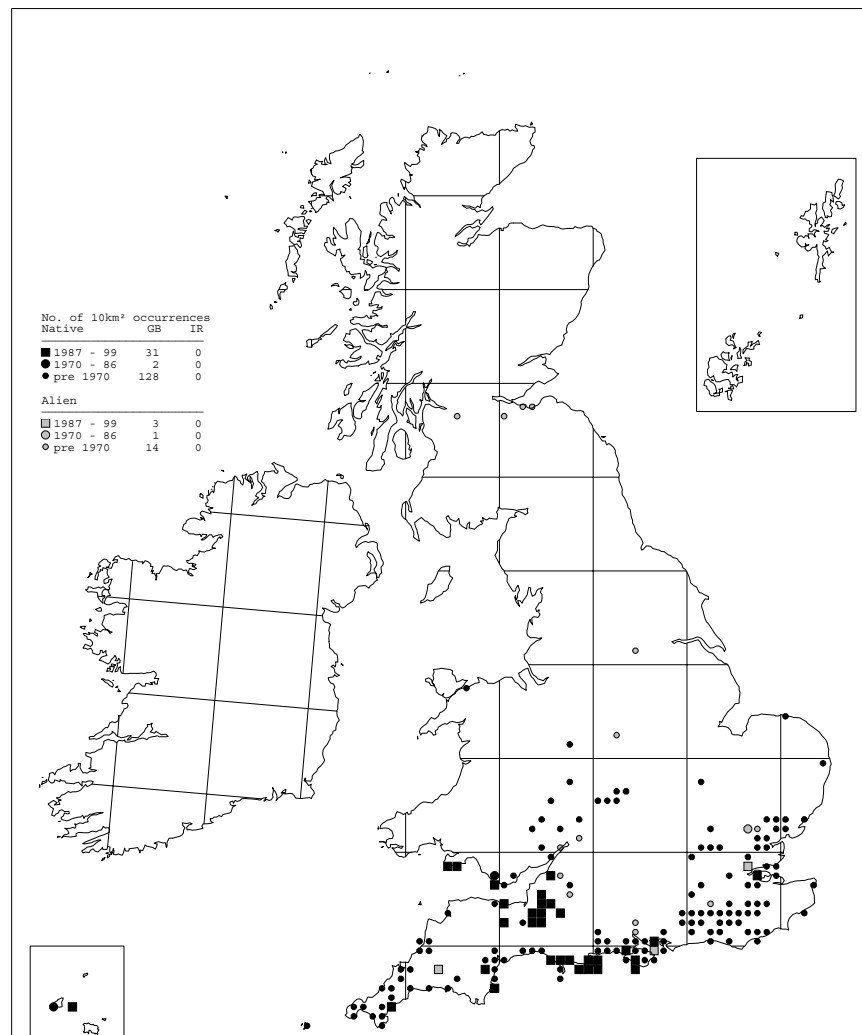 No. of 10km² occurrences
Native GB IR
1987 - 99 31 0
1970 - 86 2 0
pre 1970 128 0
Alien
1987 - 99 3 0
1970 - 86 1 0
pre 1970 14 0